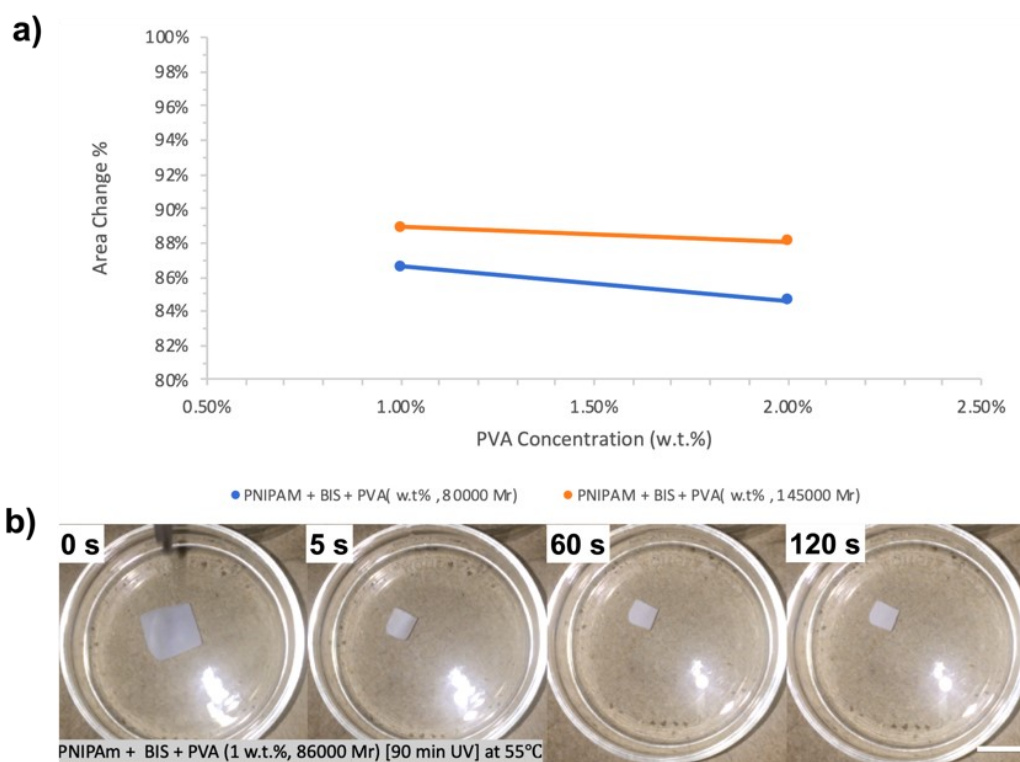 a)
100%
98%
96%
94%
92%
90%
88%
86%
84%
82%
80%
Area Change %
0.50% 1.00% 1.50% 2.00% 2.50%
PVA Concentration (w.t.%)
PNIPAM + BIS + PVA( w.t% ,80000 Mr) PNIPAM + BIS + PVA( w.t% ,145000 Mr)
b)
0 s 5 s 60 s 120 s
PNIPAm + BIS + PVA (1 w.t.%, 86000 Mr) [90 min UV] at 55°C